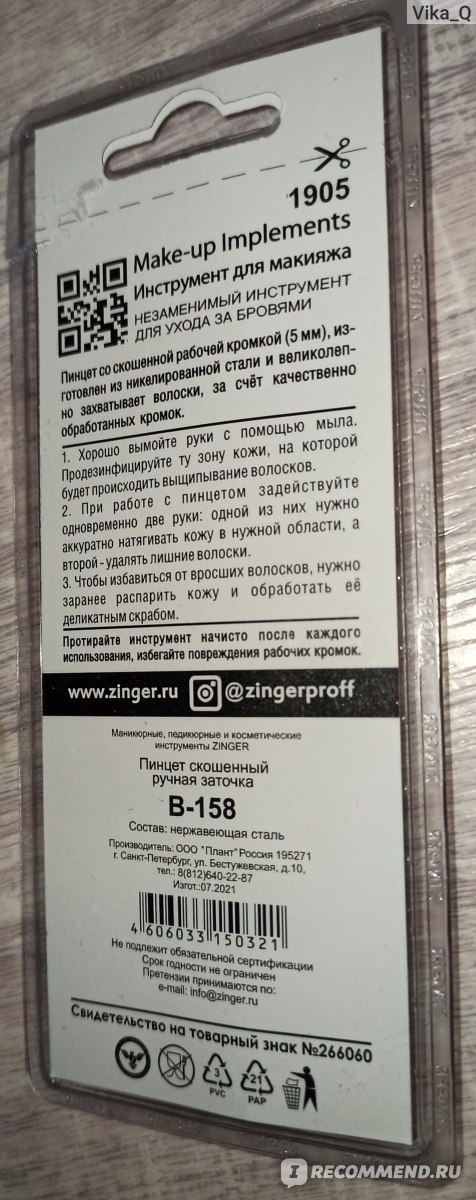 Vika_Q
1905
Make-up Implements
Инструмент для макияжа
НЕЗАМЕНИМЫЙ ИНСТРУМЕНТ
ДЛЯ УХОДА ЗА БРОВЯМИ
Пинцет со скошенной рабочей кромкой (5 мм), из-
готовлен из никелированной стали и великолеп-
но захватывает волоски, за счёт качественно
обработанных кромок.
1. Хорошо вымойте руки с помощью мыла.
Продезинфицируйте ту зону кожи, на которой
будет происходить выщипывание волосков.
2. При работе с пинцетом задействуйте
одновременно две руки: одной из них нужно
аккуратно натягивать кожу в нужной области, а
второй - удалять лишние волоски.
3. Чтобы избавиться от вросших волосков, нужно
заранее распарить кожу и обработать её
деликатным скрабом.
Протирайте инструмент начисто после каждого
использования, избегайте повреждения рабочих кромок.
www.zinger.ru @zingerproff
Маникюрные, педикюрные и косметические
инструменты ZINGER
Пинцет скошенный
ручная заточка
B-158
Состав: нержавеющая сталь
Производитель: ООО "Плант" Россия 195271
г. Санкт-Петербург, ул. Бестужевская, д.10,
тел.: 8(812)640-22-87
Изгот.:07.2021
4 606033 150321
Не подлежит обязательной сертификации
Срок годности не ограничен
Претензии принимаются по:
e-mail: info@zinger.ru
Свидетельство на товарный знак №266060
3 21
PVC PAP
IRECOMMEND.RU